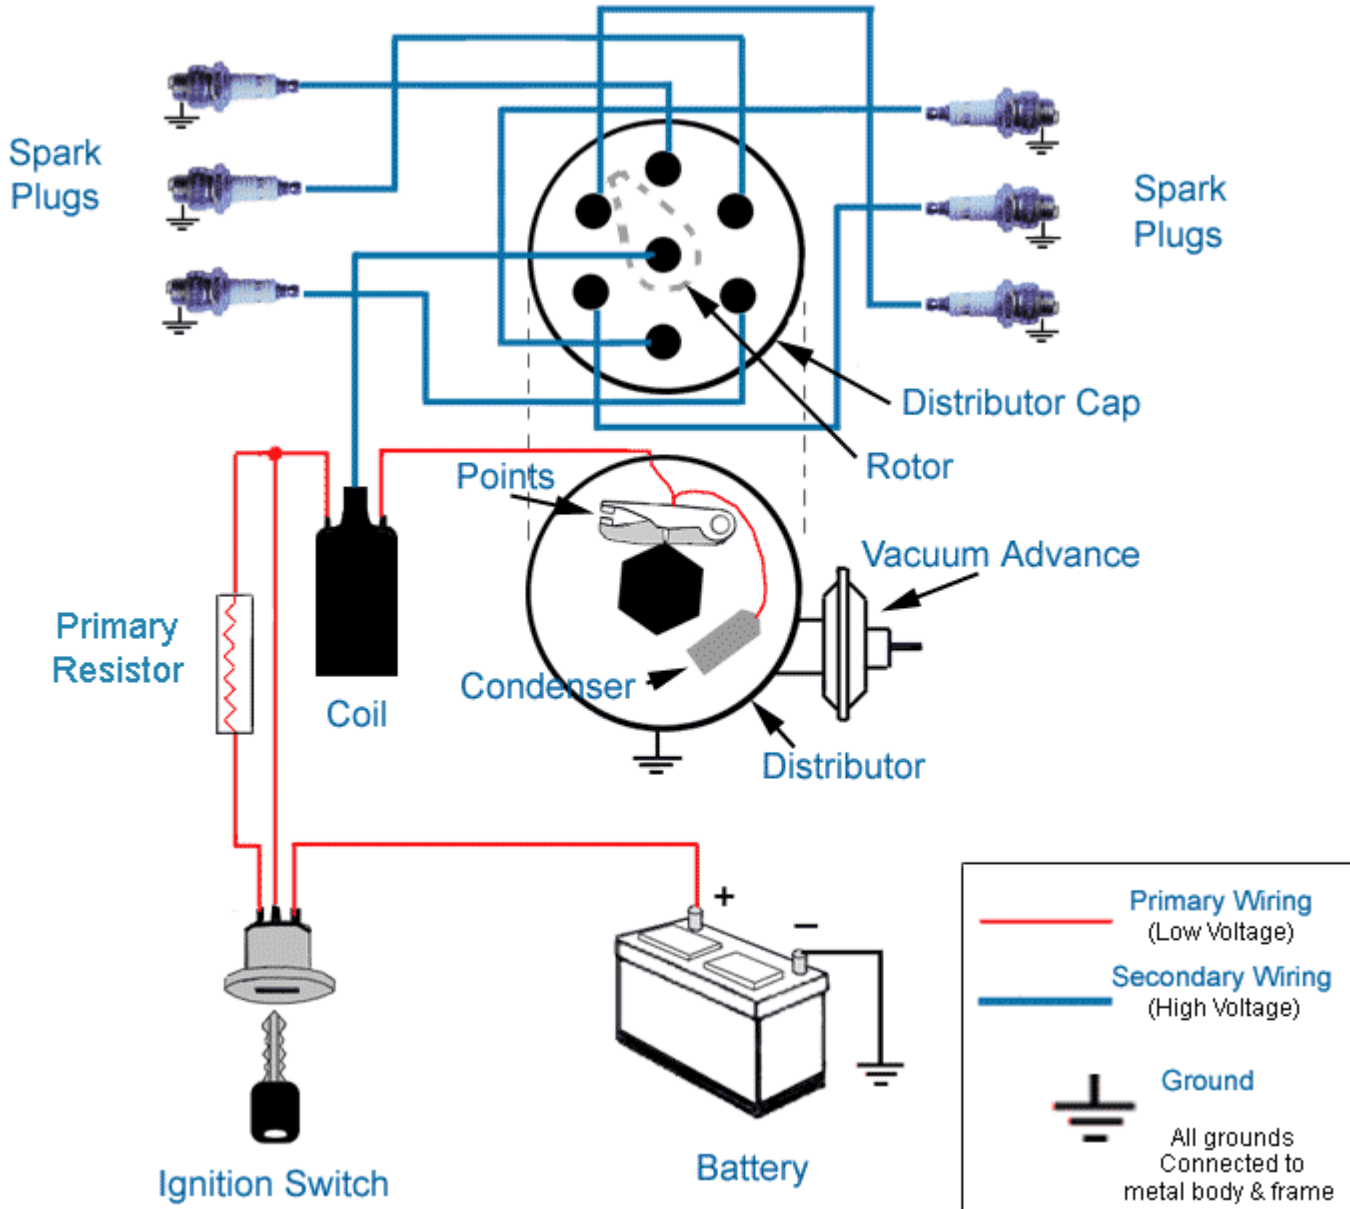 Spark
Plugs
Spark
Plugs
Distributor Cap
Rotor
Points
Vacuum Advance
Primary
Resistor
Coil
Condenser
Distributor
+
−
Primary Wiring
(Low Voltage)
Secondary Wiring
(High Voltage)
Ground
All grounds
Connected to
metal body & frame
Battery
Ignition Switch